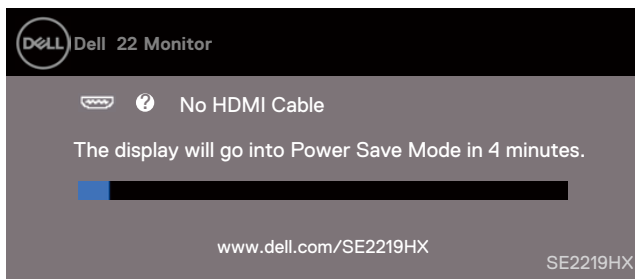 DELL
Dell 22 Monitor
? No HDMI Cable
The display will go into Power Save Mode in 4 minutes.
www.dell.com/SE2219HX
SE2219HX